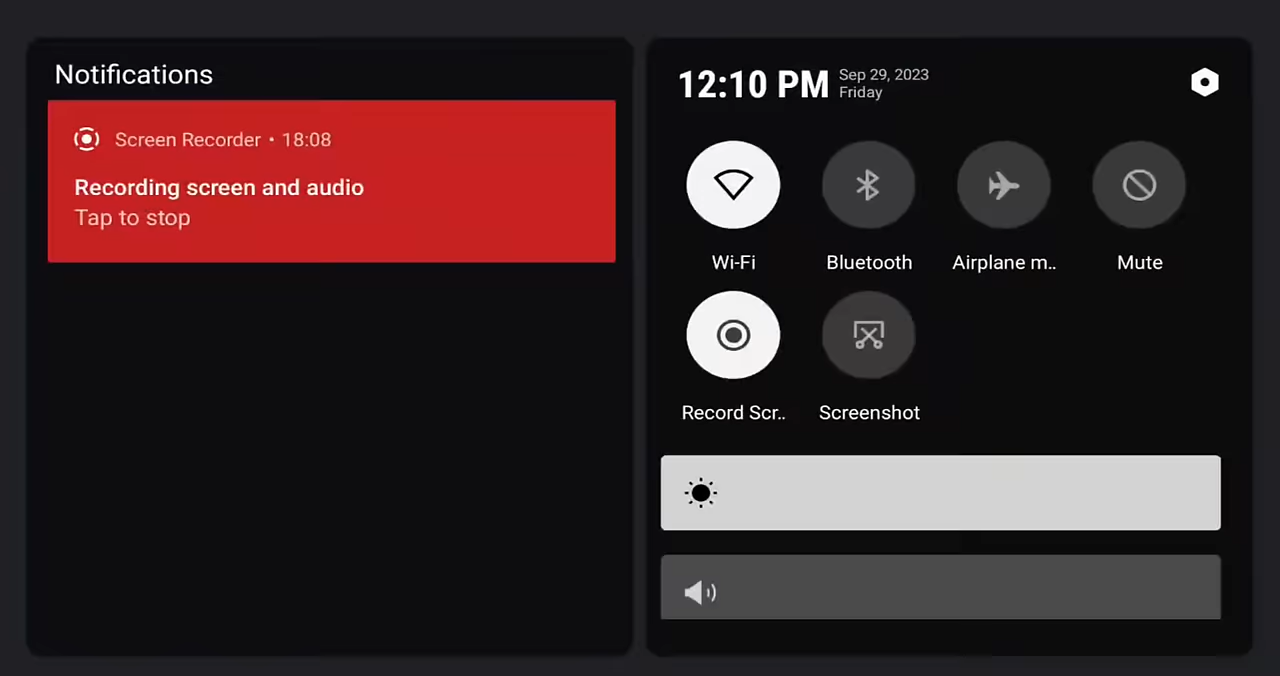 Notifications
Screen Recorder • 18:08
Recording screen and audio
Tap to stop
12:10 PM
Sep 29, 2023
Friday
Wi-Fi
Bluetooth
Airplane m..
Mute
Record Scr..
Screenshot